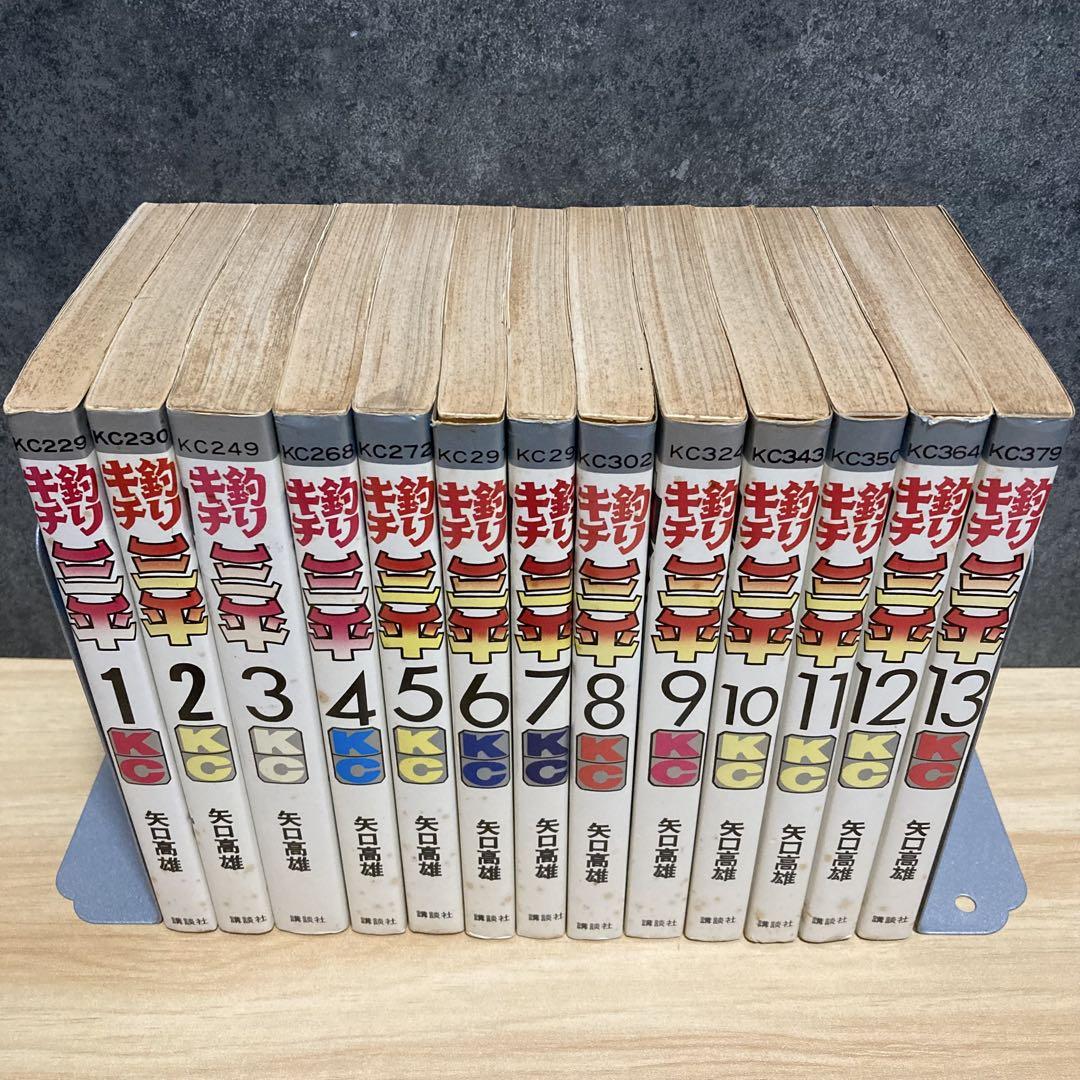 KC229
釣りキチ
三平
1
KC
矢口高雄
講談社
KC230
釣りキチ
三平
2
KC
矢口高雄
講談社
KC249
釣りキチ
三平
3
KC
矢口高雄
講談社
KC268
釣りキチ
三平
4
KC
矢口高雄
講談社
KC272
釣りキチ
三平
5
KC
矢口高雄
講談社
KC29
釣りキチ
三平
6
KC
矢口高雄
講談社
KC29
釣りキチ
三平
7
KC
矢口高雄
講談社
KC302
釣りキチ
三平
8
KC
矢口高雄
講談社
KC324
釣りキチ
三平
9
KC
矢口高雄
講談社
KC343
釣りキチ
三平
10
KC
矢口高雄
講談社
KC350
釣りキチ
三平
11
KC
矢口高雄
講談社
KC364
釣りキチ
三平
12
KC
矢口高雄
講談社
KC379
釣りキチ
三平
13
KC
矢口高雄
講談社